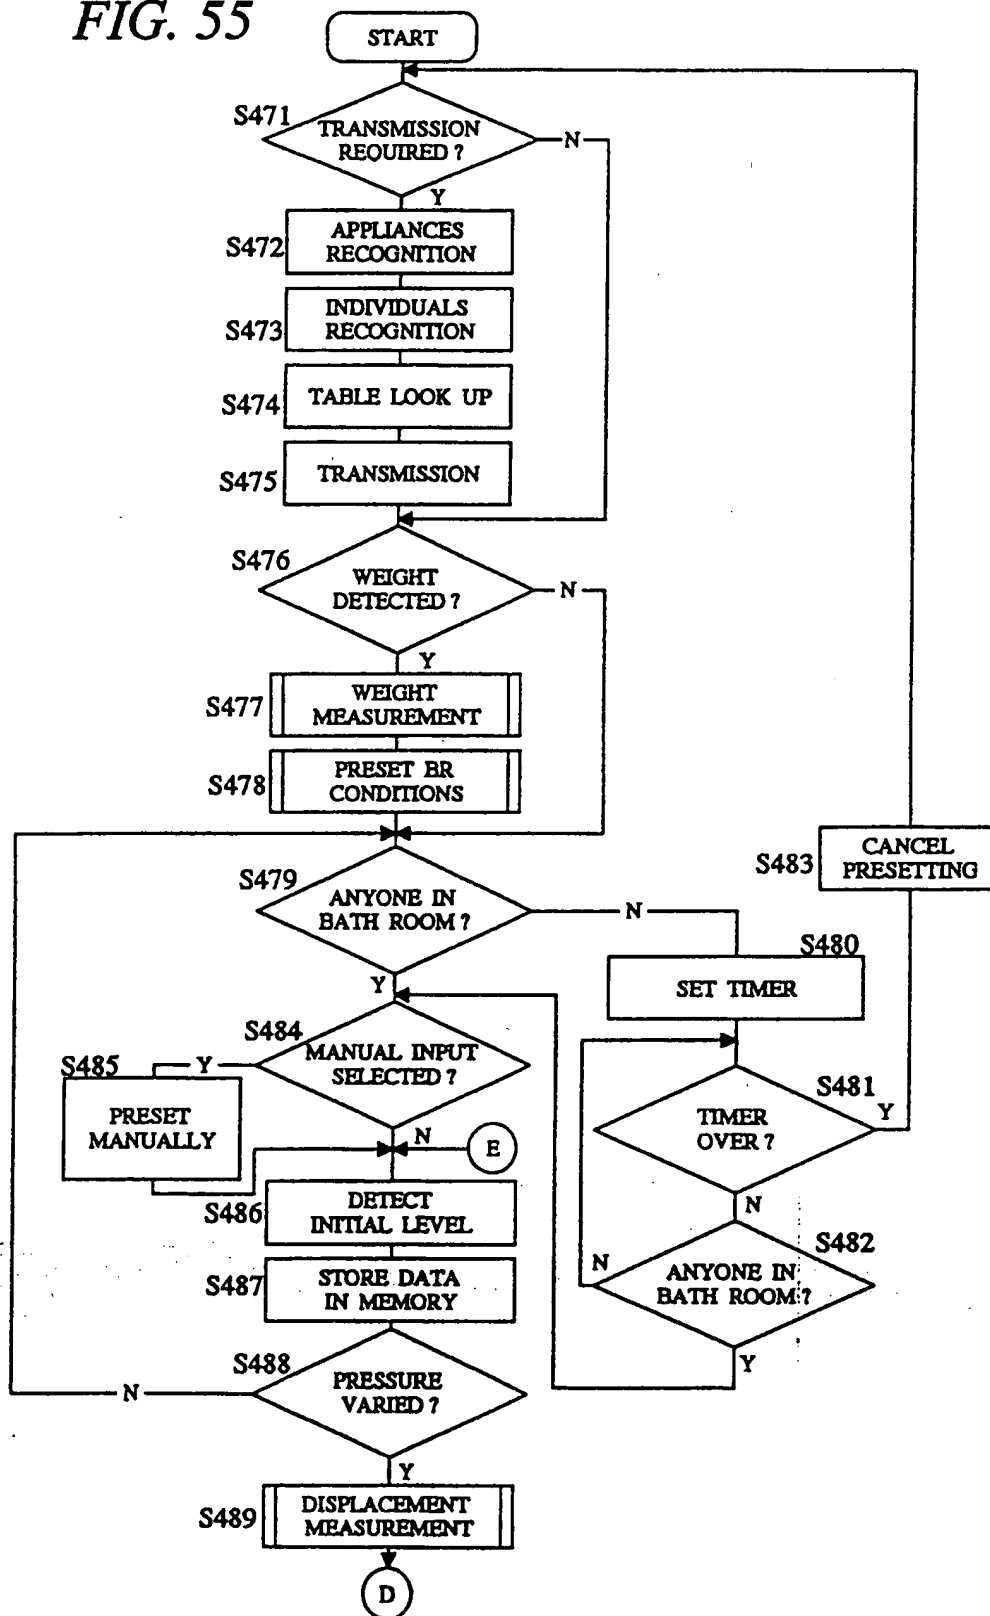 FIG. 55
START
S471
TRANSMISSION
REQUIRED ?
N
Y
S472
APPLIANCES
RECOGNITION
S473
INDIVIDUALS
RECOGNITION
S474
TABLE LOOK UP
S475
TRANSMISSION
S476
WEIGHT
DETECTED ?
N
Y
S477
WEIGHT
MEASUREMENT
S478
PRESET BR
CONDITIONS
S479
ANYONE IN
BATH ROOM ?
N
Y
S480
SET TIMER
S481
TIMER
OVER ?
Y
N
S482
ANYONE IN
BATH ROOM ?
N
Y
S483
CANCEL
PRESETTING
S484
MANUAL INPUT
SELECTED ?
Y
N
S485
PRESET
MANUALLY
E
S486
DETECT
INITIAL LEVEL
S487
STORE DATA
IN MEMORY
S488
PRESSURE
VARIED ?
N
Y
S489
DISPLACEMENT
MEASUREMENT
D